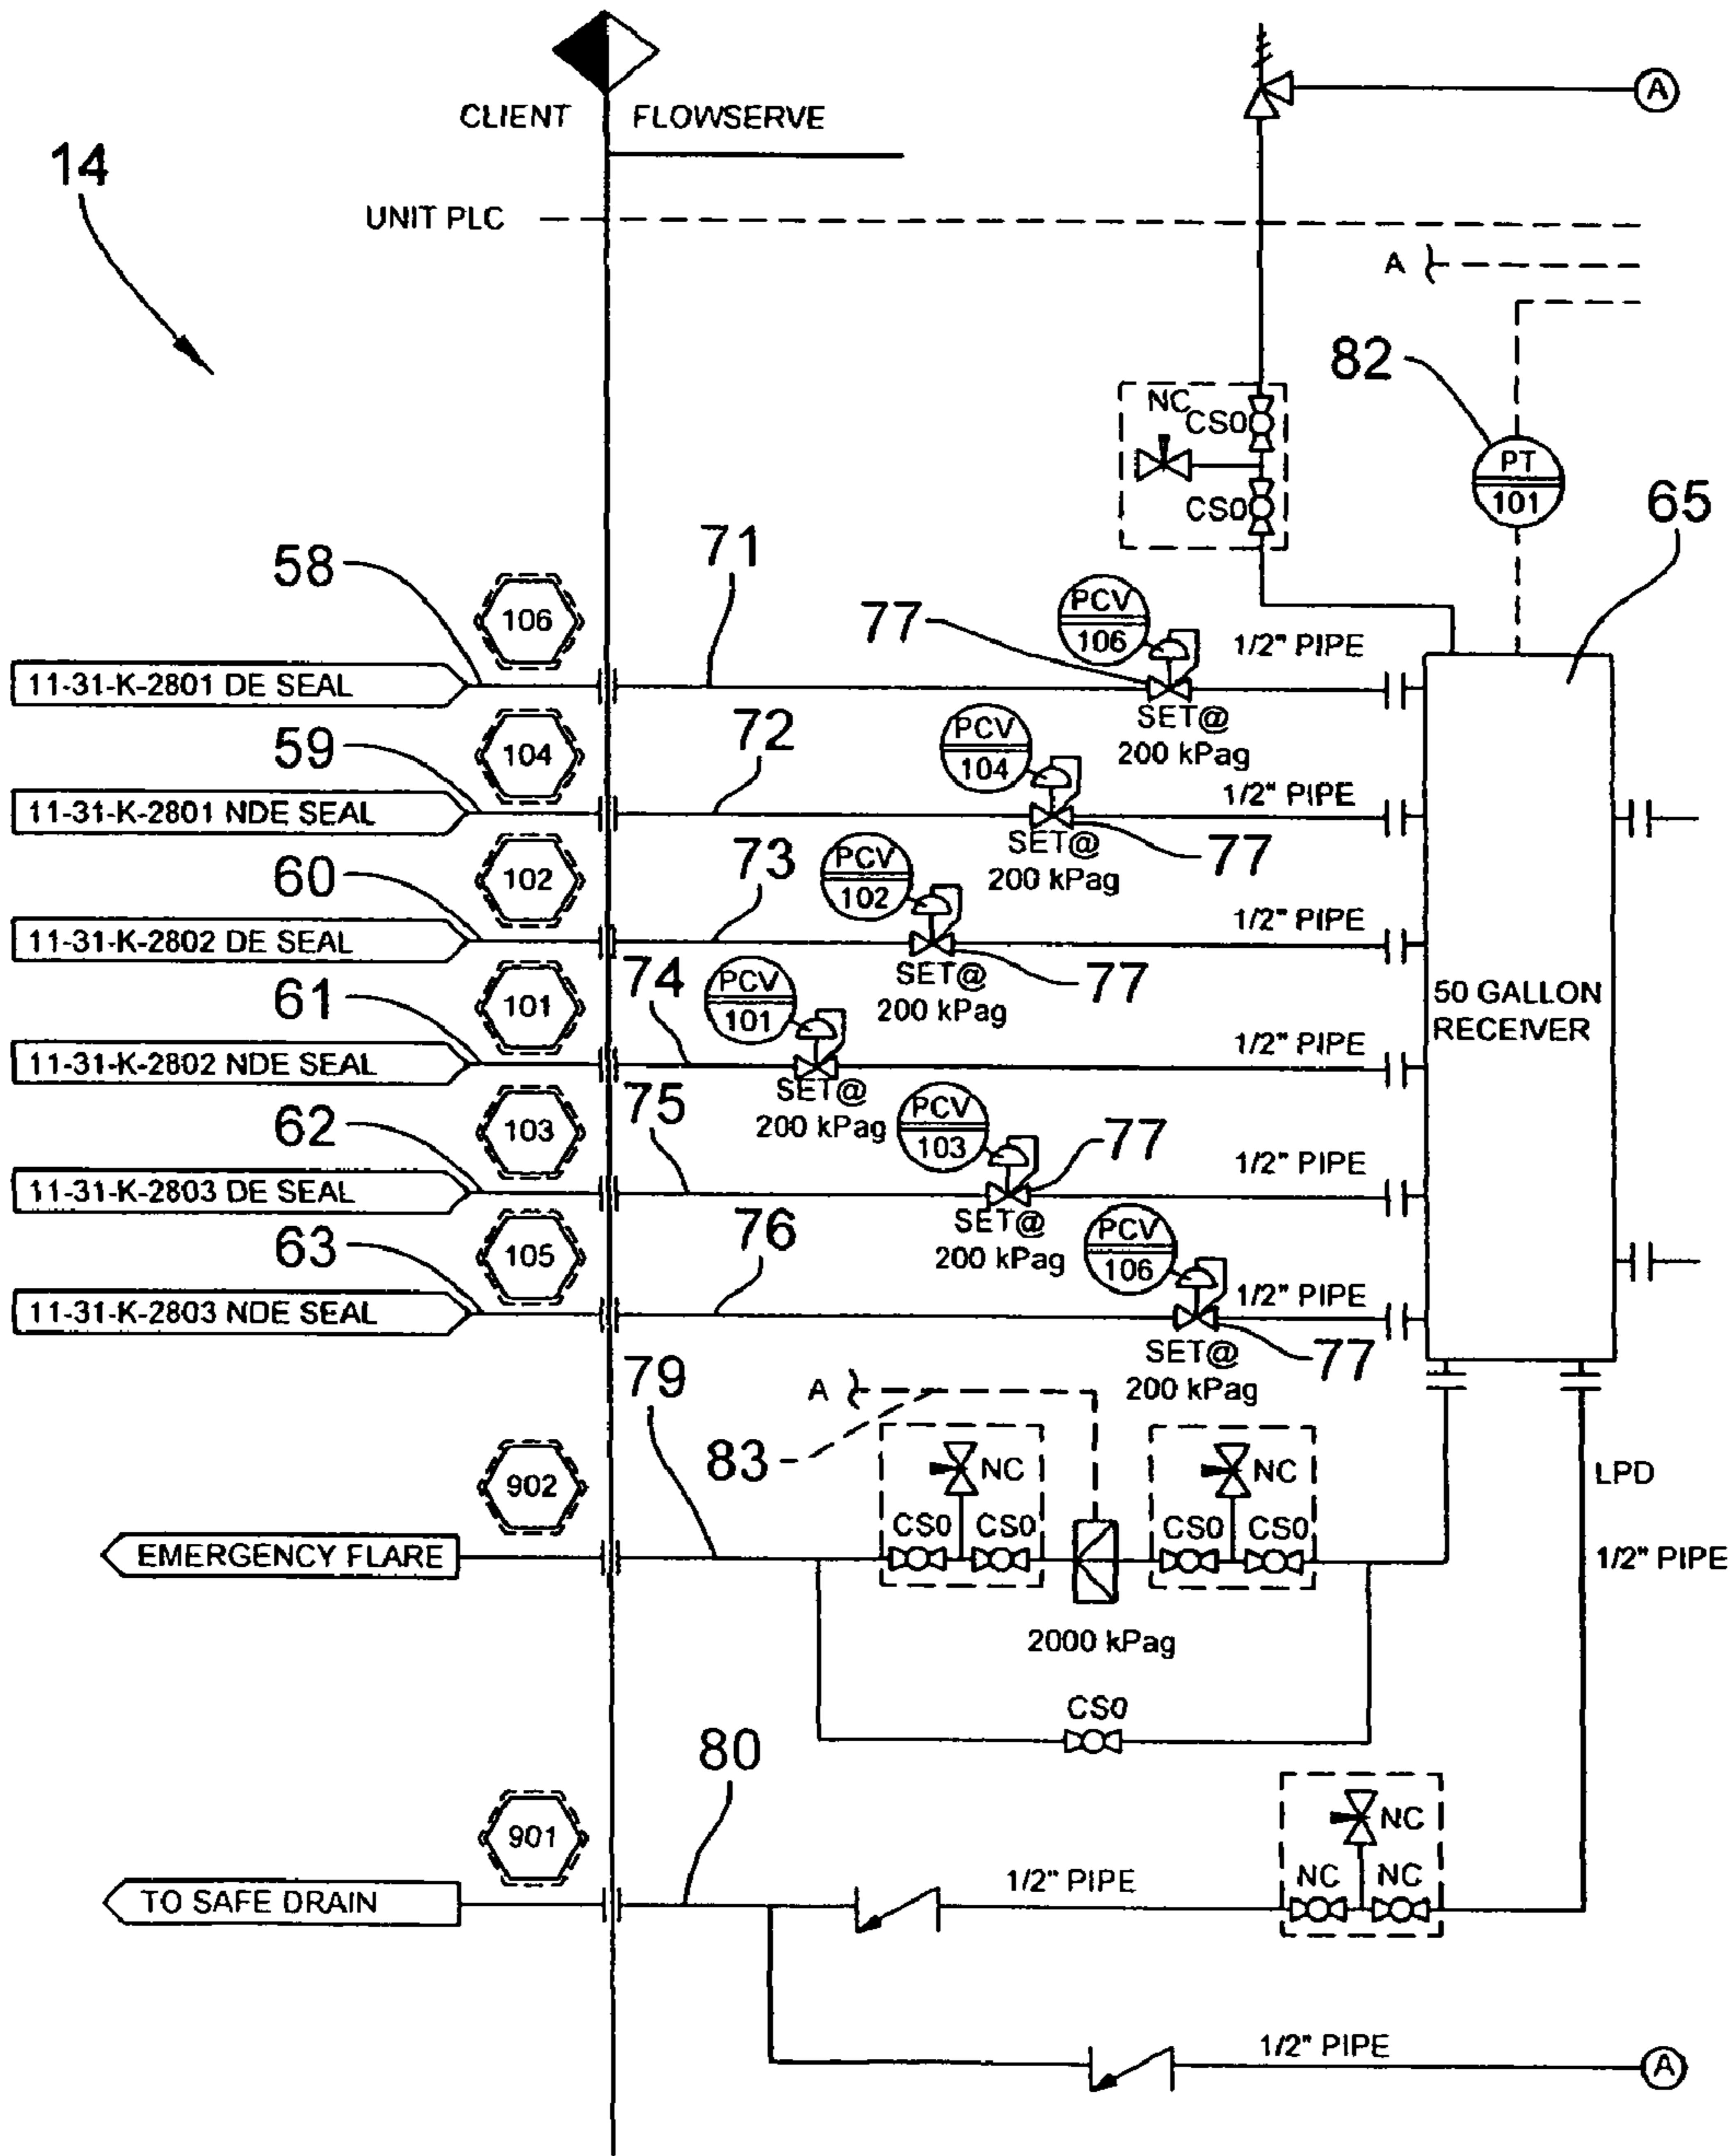 CLIENT FLOWSERVE
A
14
UNIT PLC
A
82
NC
CS0
PT
101
CS0
65
71
58
106
77
PCV
106
1/2" PIPE
11-31-K-2801 DE SEAL
SET@
200 kPag
59
104
72
PCV
104
1/2" PIPE
11-31-K-2801 NDE SEAL
SET@
200 kPag
77
60
102
73
PCV
102
1/2" PIPE
11-31-K-2802 DE SEAL
SET@
200 kPag
77
50 GALLON
RECEIVER
61
101
74
PCV
101
1/2" PIPE
11-31-K-2802 NDE SEAL
SET@
200 kPag
62
103
75
PCV
103
77
1/2" PIPE
11-31-K-2803 DE SEAL
SET@
200 kPag
63
105
76
PCV
106
1/2" PIPE
11-31-K-2803 NDE SEAL
SET@
200 kPag
77
79
A
83
902
NC
NC
LPD
CS0 CS0
CS0 CS0
EMERGENCY FLARE
1/2" PIPE
2000 kPag
CS0
80
901
NC
1/2" PIPE
NC NC
TO SAFE DRAIN
1/2" PIPE
A